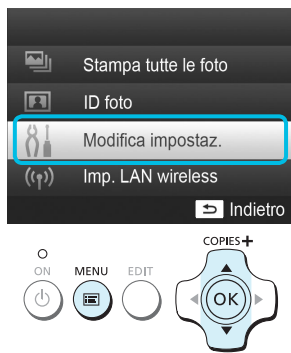 Stampa tutte le foto
ID foto
Modifica impostaz.
Imp. LAN wireless
Indietro
COPIES+
ON MENU EDIT
OK